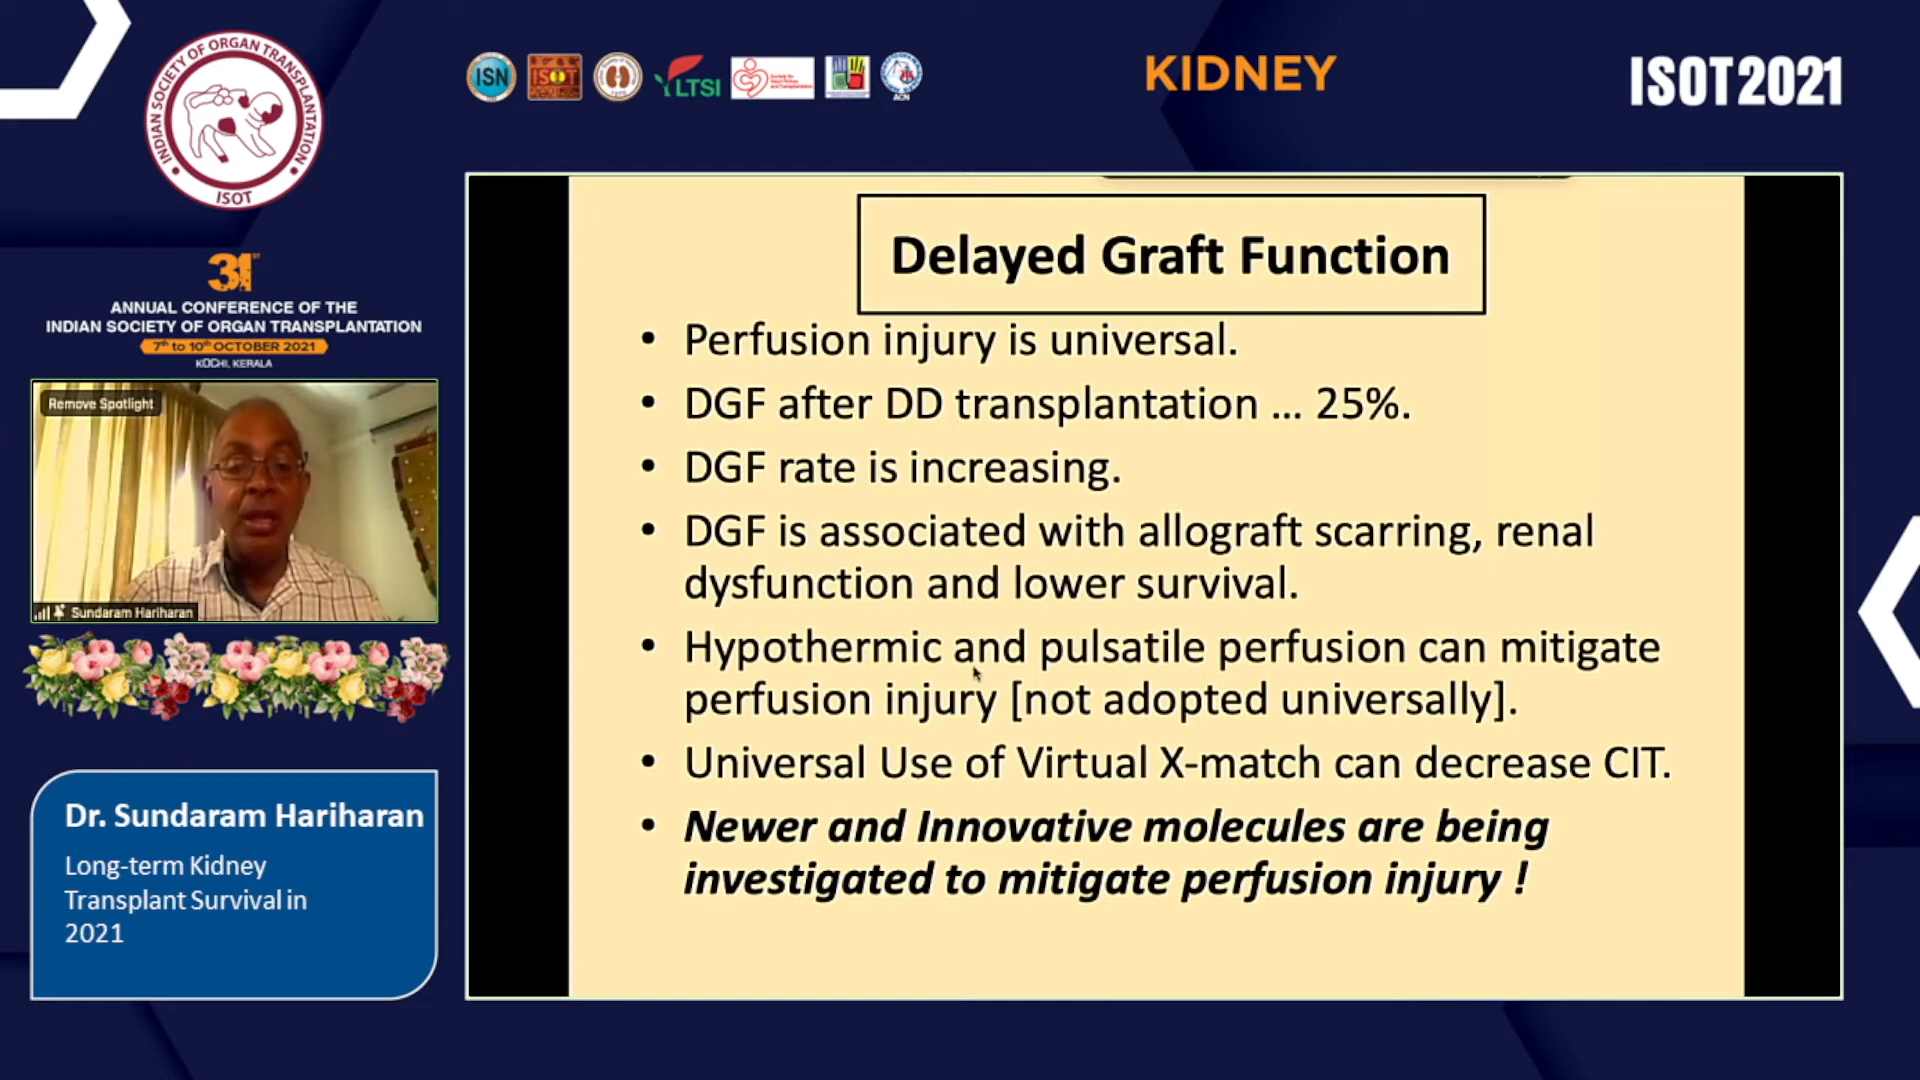 INDIAN SOCIETY OF ORGAN TRANSPLANTATION
ISOT
ISN
ISOT
LTSI
ACN
KIDNEY
ISOT2021
31ST
ANNUAL CONFERENCE OF THE
INDIAN SOCIETY OF ORGAN TRANSPLANTATION
7th to 10th OCTOBER 2021
KOCHI, KERALA
Remove Spotlight
Sundaram Hariharan
Dr. Sundaram Hariharan
Long-term Kidney
Transplant Survival in
2021
Delayed Graft Function
• Perfusion injury is universal.
• DGF after DD transplantation ... 25%.
• DGF rate is increasing.
• DGF is associated with allograft scarring, renal
dysfunction and lower survival.
• Hypothermic and pulsatile perfusion can mitigate
perfusion injury [not adopted universally].
• Universal Use of Virtual X-match can decrease CIT.
• Newer and Innovative molecules are being
investigated to mitigate perfusion injury !